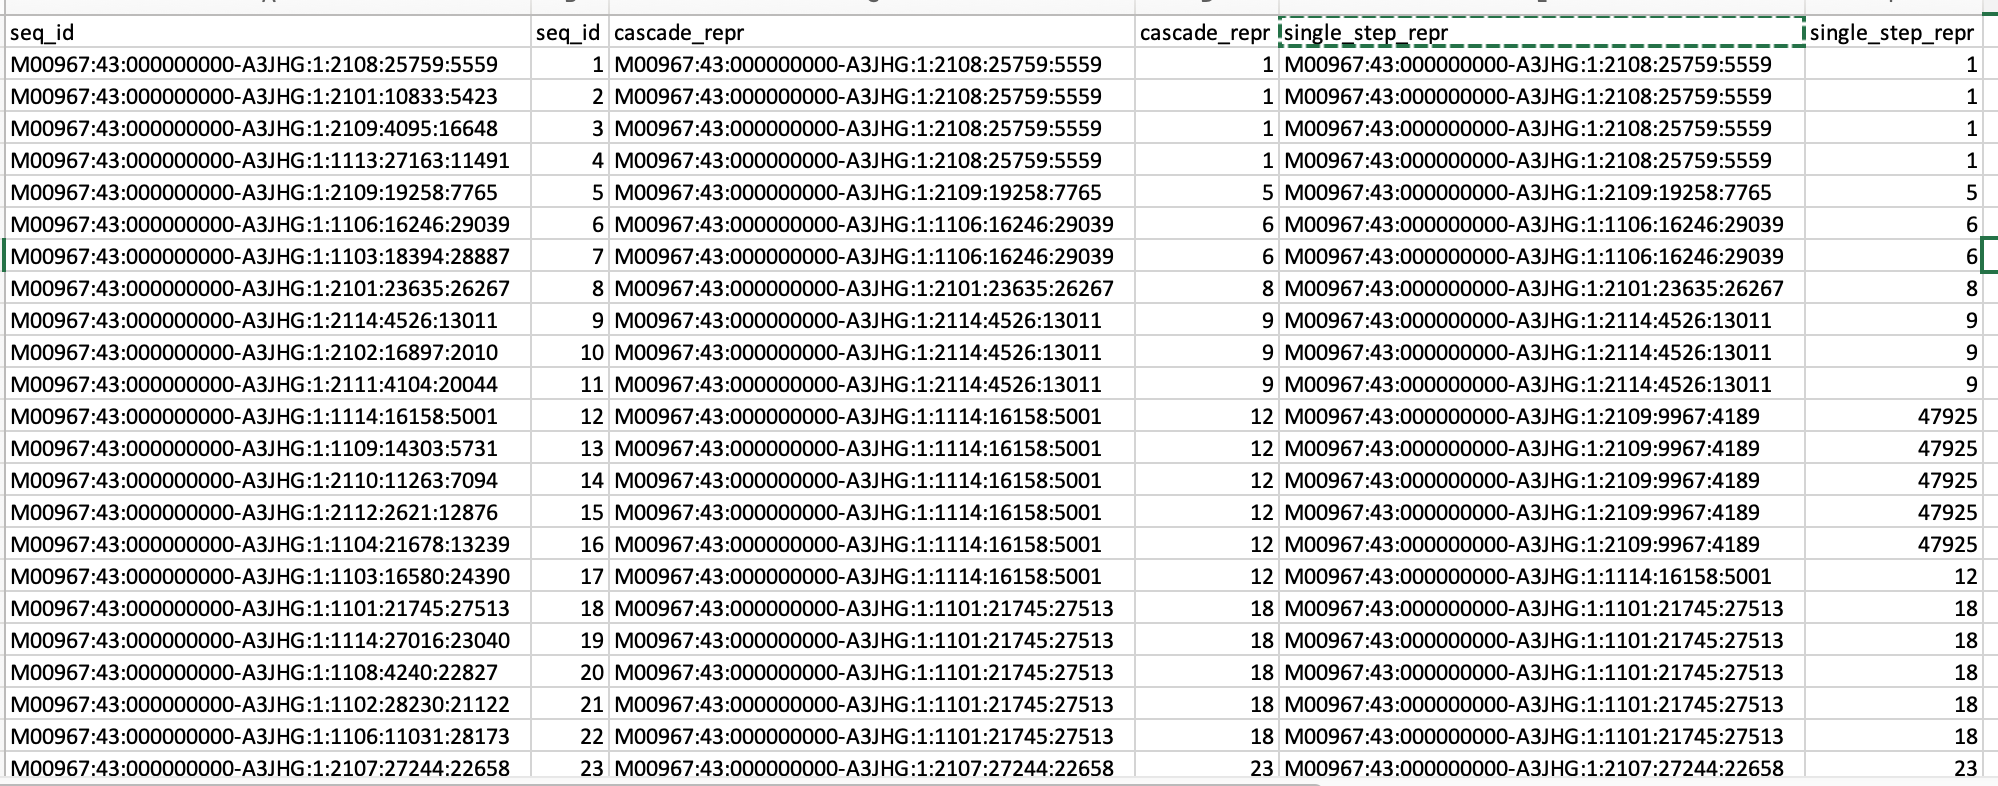 seq_id seq_id cascade_repr cascade_repr single_step_repr single_step_repr
M00967:43:000000000-A3JHG:1:2108:25759:5559 1 M00967:43:000000000-A3JHG:1:2108:25759:5559 1 M00967:43:000000000-A3JHG:1:2108:25759:5559 1
M00967:43:000000000-A3JHG:1:2101:10833:5423 2 M00967:43:000000000-A3JHG:1:2108:25759:5559 1 M00967:43:000000000-A3JHG:1:2108:25759:5559 1
M00967:43:000000000-A3JHG:1:2109:4095:16648 3 M00967:43:000000000-A3JHG:1:2108:25759:5559 1 M00967:43:000000000-A3JHG:1:2108:25759:5559 1
M00967:43:000000000-A3JHG:1:1113:27163:11491 4 M00967:43:000000000-A3JHG:1:2108:25759:5559 1 M00967:43:000000000-A3JHG:1:2108:25759:5559 1
M00967:43:000000000-A3JHG:1:2109:19258:7765 5 M00967:43:000000000-A3JHG:1:2109:19258:7765 5 M00967:43:000000000-A3JHG:1:2109:19258:7765 5
M00967:43:000000000-A3JHG:1:1106:16246:29039 6 M00967:43:000000000-A3JHG:1:1106:16246:29039 6 M00967:43:000000000-A3JHG:1:1106:16246:29039 6
M00967:43:000000000-A3JHG:1:1103:18394:28887 7 M00967:43:000000000-A3JHG:1:1106:16246:29039 6 M00967:43:000000000-A3JHG:1:1106:16246:29039 6
M00967:43:000000000-A3JHG:1:2101:23635:26267 8 M00967:43:000000000-A3JHG:1:2101:23635:26267 8 M00967:43:000000000-A3JHG:1:2101:23635:26267 8
M00967:43:000000000-A3JHG:1:2114:4526:13011 9 M00967:43:000000000-A3JHG:1:2114:4526:13011 9 M00967:43:000000000-A3JHG:1:2114:4526:13011 9
M00967:43:000000000-A3JHG:1:2102:16897:2010 10 M00967:43:000000000-A3JHG:1:2114:4526:13011 9 M00967:43:000000000-A3JHG:1:2114:4526:13011 9
M00967:43:000000000-A3JHG:1:2111:4104:20044 11 M00967:43:000000000-A3JHG:1:2114:4526:13011 9 M00967:43:000000000-A3JHG:1:2114:4526:13011 9
M00967:43:000000000-A3JHG:1:1114:16158:5001 12 M00967:43:000000000-A3JHG:1:1114:16158:5001 12 M00967:43:000000000-A3JHG:1:2109:9967:4189 47925
M00967:43:000000000-A3JHG:1:1109:14303:5731 13 M00967:43:000000000-A3JHG:1:1114:16158:5001 12 M00967:43:000000000-A3JHG:1:2109:9967:4189 47925
M00967:43:000000000-A3JHG:1:2110:11263:7094 14 M00967:43:000000000-A3JHG:1:1114:16158:5001 12 M00967:43:000000000-A3JHG:1:2109:9967:4189 47925
M00967:43:000000000-A3JHG:1:2112:2621:12876 15 M00967:43:000000000-A3JHG:1:1114:16158:5001 12 M00967:43:000000000-A3JHG:1:2109:9967:4189 47925
M00967:43:000000000-A3JHG:1:1104:21678:13239 16 M00967:43:000000000-A3JHG:1:1114:16158:5001 12 M00967:43:000000000-A3JHG:1:2109:9967:4189 47925
M00967:43:000000000-A3JHG:1:1103:16580:24390 17 M00967:43:000000000-A3JHG:1:1114:16158:5001 12 M00967:43:000000000-A3JHG:1:1114:16158:5001 12
M00967:43:000000000-A3JHG:1:1101:21745:27513 18 M00967:43:000000000-A3JHG:1:1101:21745:27513 18 M00967:43:000000000-A3JHG:1:1101:21745:27513 18
M00967:43:000000000-A3JHG:1:1114:27016:23040 19 M00967:43:000000000-A3JHG:1:1101:21745:27513 18 M00967:43:000000000-A3JHG:1:1101:21745:27513 18
M00967:43:000000000-A3JHG:1:1108:4240:22827 20 M00967:43:000000000-A3JHG:1:1101:21745:27513 18 M00967:43:000000000-A3JHG:1:1101:21745:27513 18
M00967:43:000000000-A3JHG:1:1102:28230:21122 21 M00967:43:000000000-A3JHG:1:1101:21745:27513 18 M00967:43:000000000-A3JHG:1:1101:21745:27513 18
M00967:43:000000000-A3JHG:1:1106:11031:28173 22 M00967:43:000000000-A3JHG:1:1101:21745:27513 18 M00967:43:000000000-A3JHG:1:1101:21745:27513 18
M00967:43:000000000-A3JHG:1:2107:27244:22658 23 M00967:43:000000000-A3JHG:1:2107:27244:22658 23 M00967:43:000000000-A3JHG:1:2107:27244:22658 23